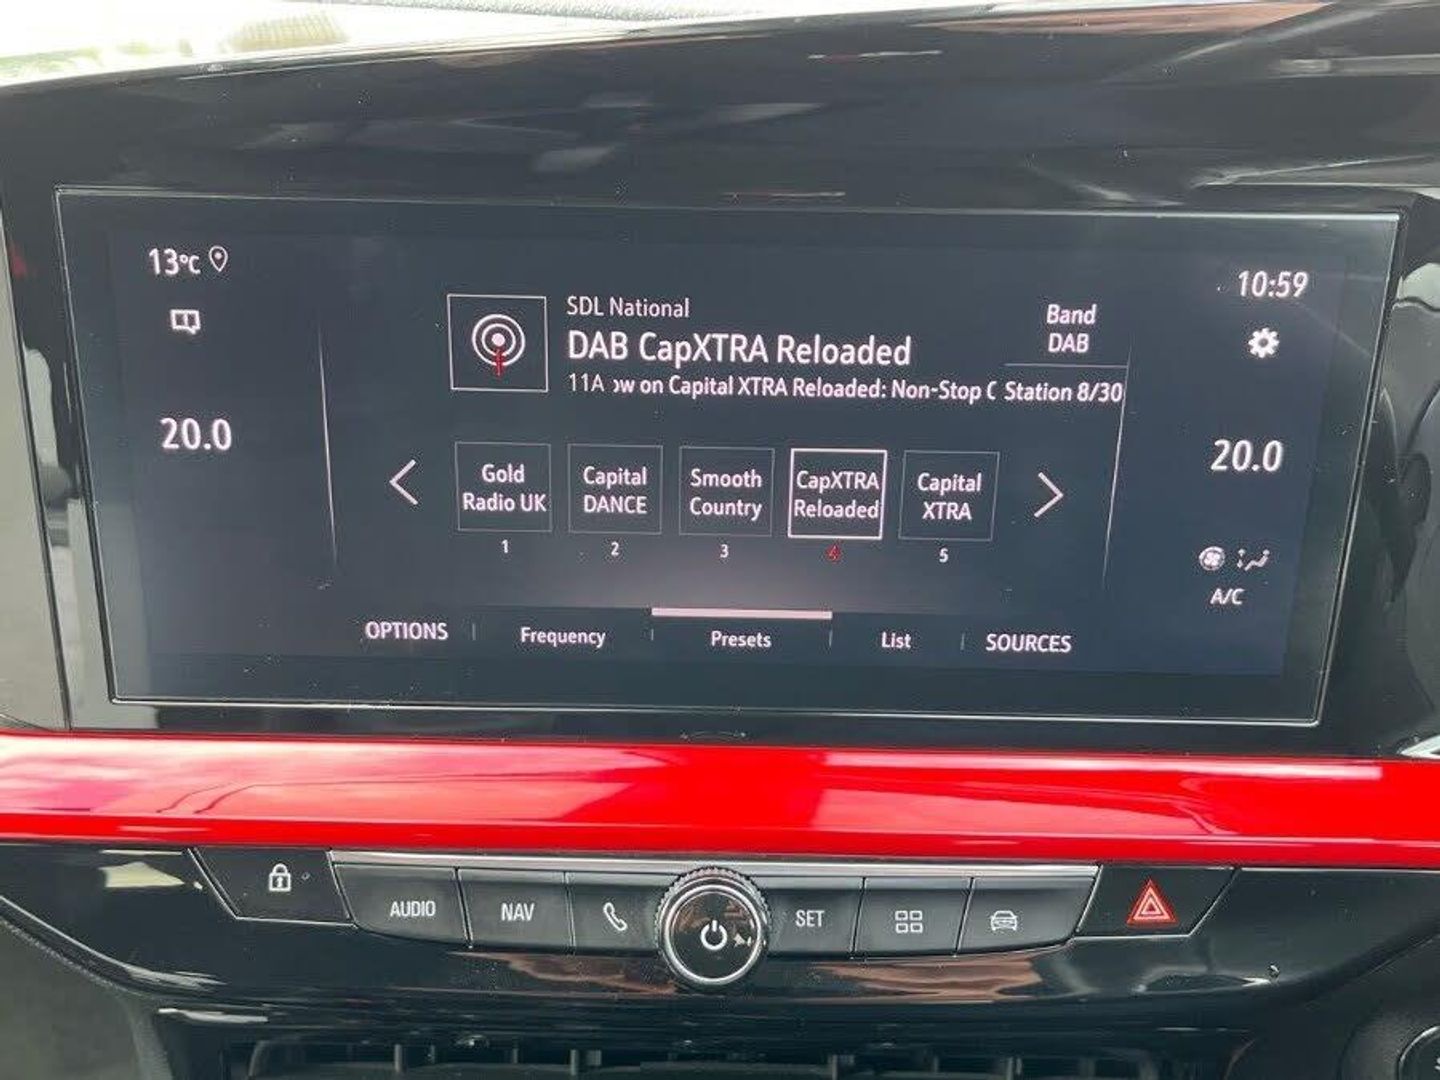 13°C
10:59
SDL National
DAB CapXTRA Reloaded
11A ow on Capital XTRA Reloaded: Non-Stop C Station 8/30
Band
DAB
20.0
20.0
Gold
Radio UK
Capital
DANCE
Smooth
Country
CapXTRA
Reloaded
Capital
XTRA
1
2
3
4
5
A/C
OPTIONS
Frequency
Presets
List
SOURCES
AUDIO
NAV
SET